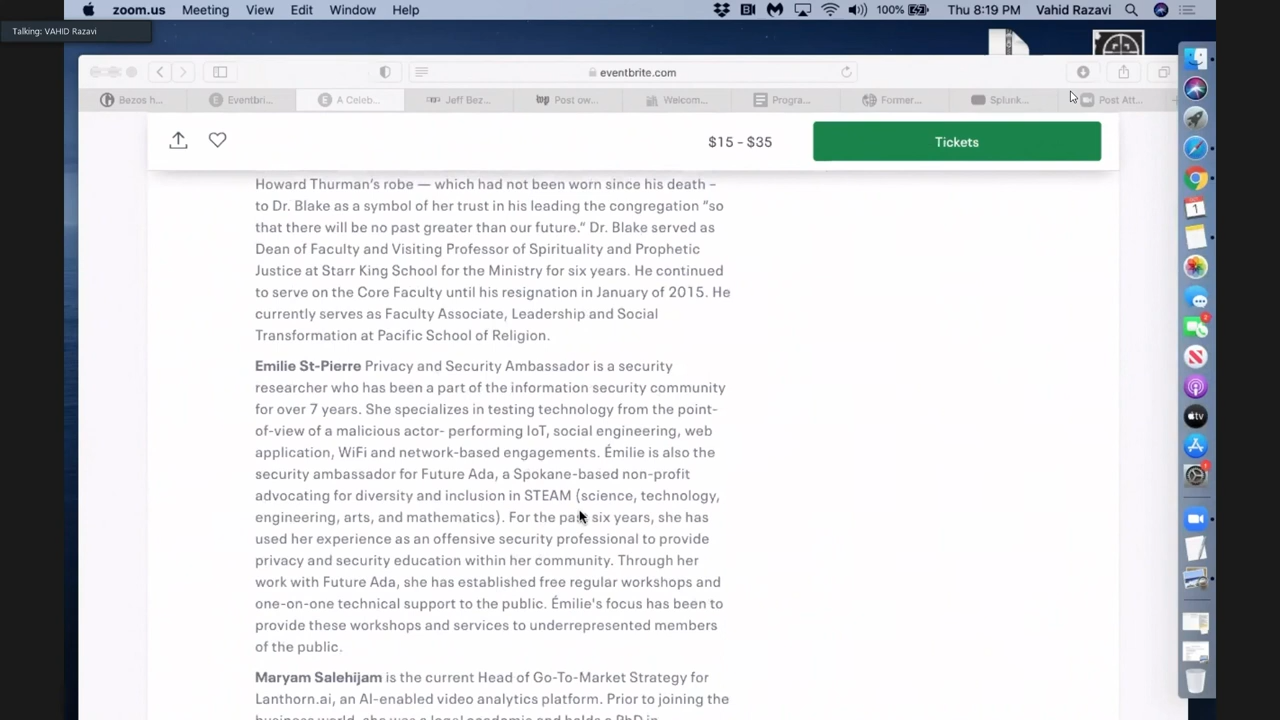 zoom.us Meeting View Edit Window Help 100% Thu 8:19 PM Vahid Razavi
Talking: VAHID Razavi
eventbrite.com
Bezos h... Eventbri... A Celeb... Jeff Bez... Post ow... Welcom... Progra... Former... Splunk... Post Att...
$15 – $35 Tickets
Howard Thurman's robe — which had not been worn since his death –
to Dr. Blake as a symbol of her trust in his leading the congregation "so
that there will be no past greater than our future." Dr. Blake served as
Dean of Faculty and Visiting Professor of Spirituality and Prophetic
Justice at Starr King School for the Ministry for six years. He continued
to serve on the Core Faculty until his resignation in January of 2015. He
currently serves as Faculty Associate, Leadership and Social
Transformation at Pacific School of Religion.
Emilie St-Pierre Privacy and Security Ambassador is a security
researcher who has been a part of the information security community
for over 7 years. She specializes in testing technology from the point-
of-view of a malicious actor- performing IoT, social engineering, web
application, WiFi and network-based engagements. Émilie is also the
security ambassador for Future Ada, a Spokane-based non-profit
advocating for diversity and inclusion in STEAM (science, technology,
engineering, arts, and mathematics). For the past six years, she has
used her experience as an offensive security professional to provide
privacy and security education within her community. Through her
work with Future Ada, she has established free regular workshops and
one-on-one technical support to the public. Émilie's focus has been to
provide these workshops and services to underrepresented members
of the public.
Maryam Salehijam is the current Head of Go-To-Market Strategy for
Lanthorn.ai, an AI-enabled video analytics platform. Prior to joining the